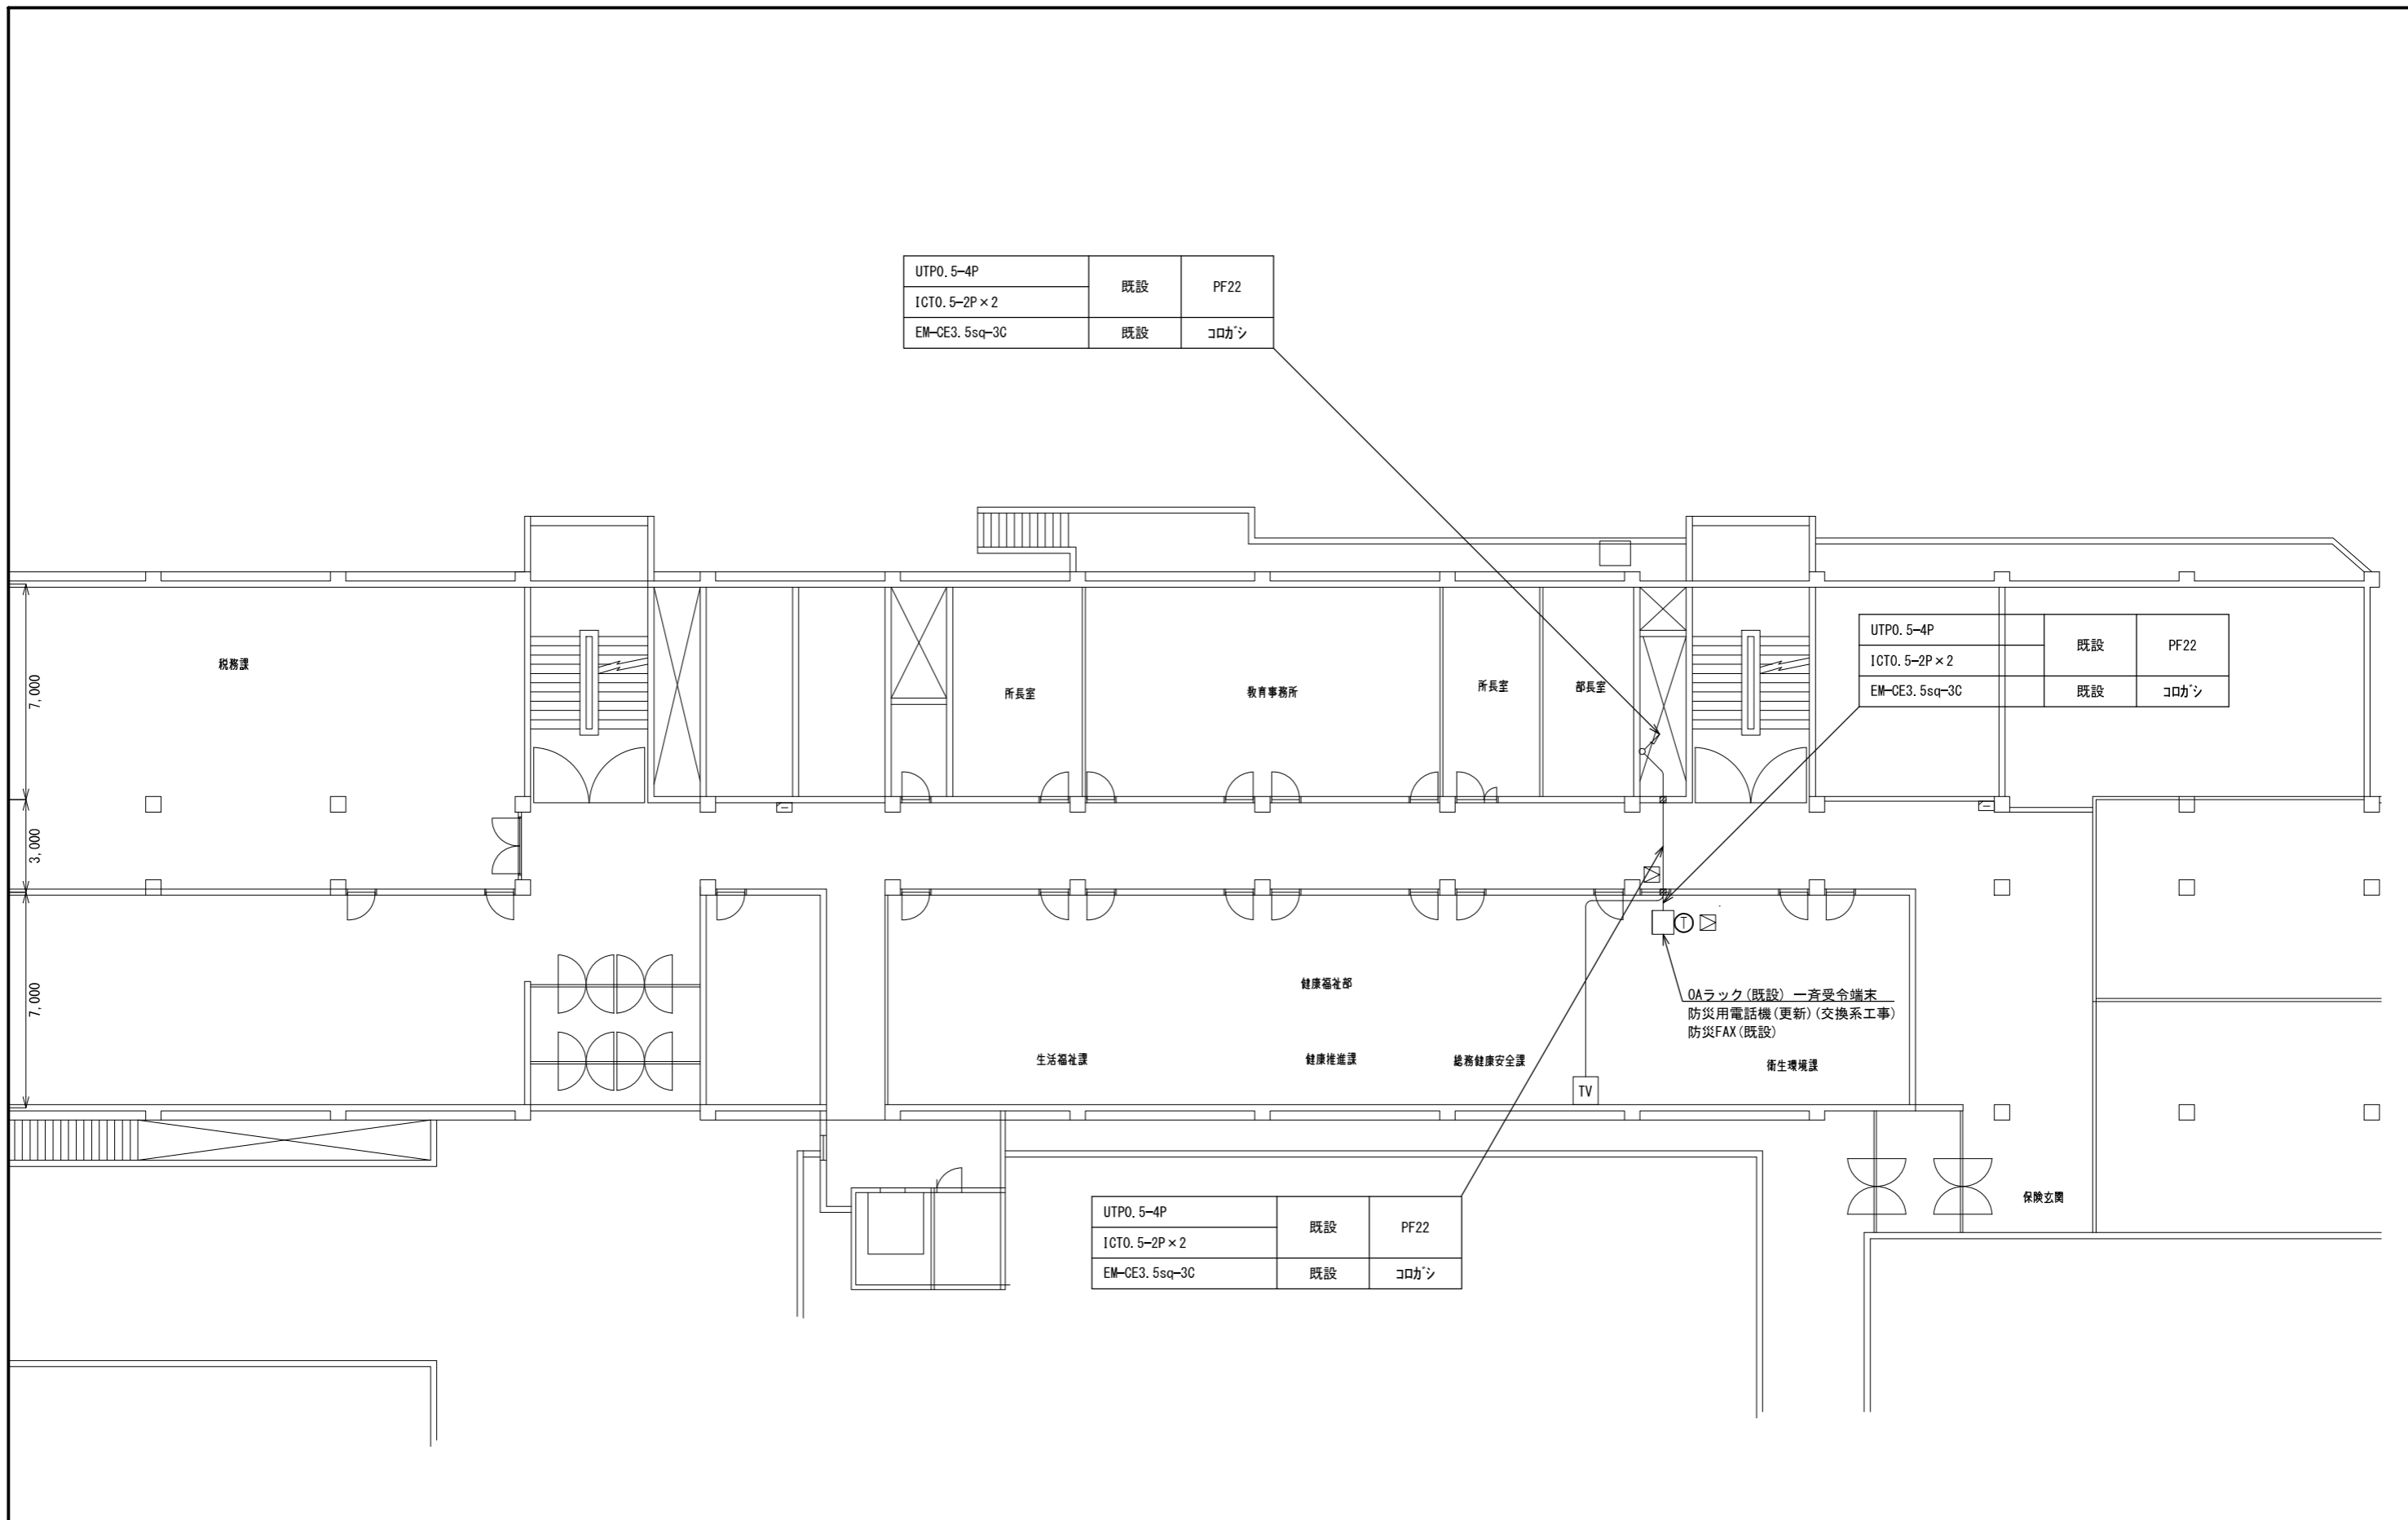 UTP0.5-4P 既設 PF22
ICT0.5-2P×2
EM-CE3.5sq-3C 既設 コロガシ
UTP0.5-4P 既設 PF22
ICT0.5-2P×2
EM-CE3.5sq-3C 既設 コロガシ
税務課
所長室
教育事務所
所長室
部長室
7,000
3,000
7,000
T
健康福祉部
OAラック(既設) 一斉受令端末
防災用電話機(更新)(交換系工事)
防災FAX(既設)
生活福祉課
健康推進課
総務健康安全課
衛生環境課
TV
保険玄関
UTP0.5-4P 既設 PF22
ICT0.5-2P×2
EM-CE3.5sq-3C 既設 コロガシ